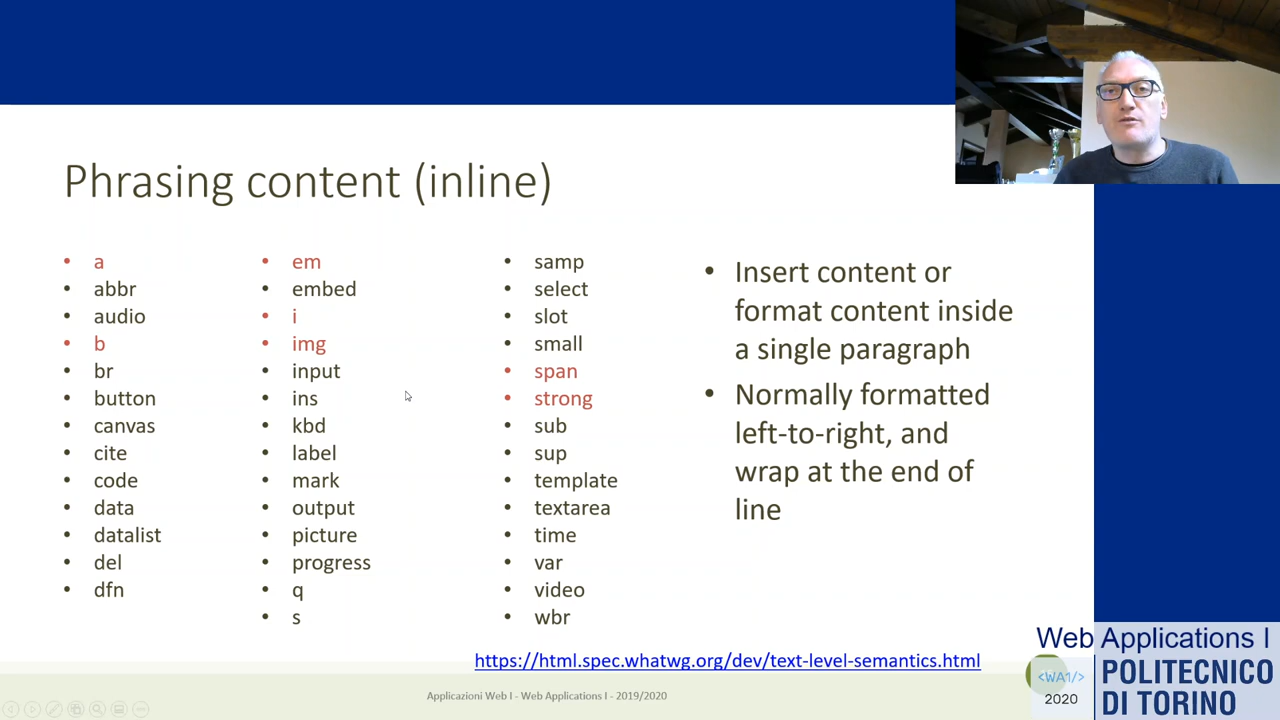 Phrasing content (inline)
• a
• abbr
• audio
• b
• br
• button
• canvas
• cite
• code
• data
• datalist
• del
• dfn
• em
• embed
• i
• img
• input
• ins
• kbd
• label
• mark
• output
• picture
• progress
• q
• s
• samp
• select
• slot
• small
• span
• strong
• sub
• sup
• template
• textarea
• time
• var
• video
• wbr
• Insert content or
format content inside
a single paragraph
• Normally formatted
left-to-right, and
wrap at the end of
line
https://html.spec.whatwg.org/dev/text-level-semantics.html
Applicazioni Web I - Web Applications I - 2019/2020
Web Applications I
<WA1/>
2020
POLITECNICO
DI TORINO